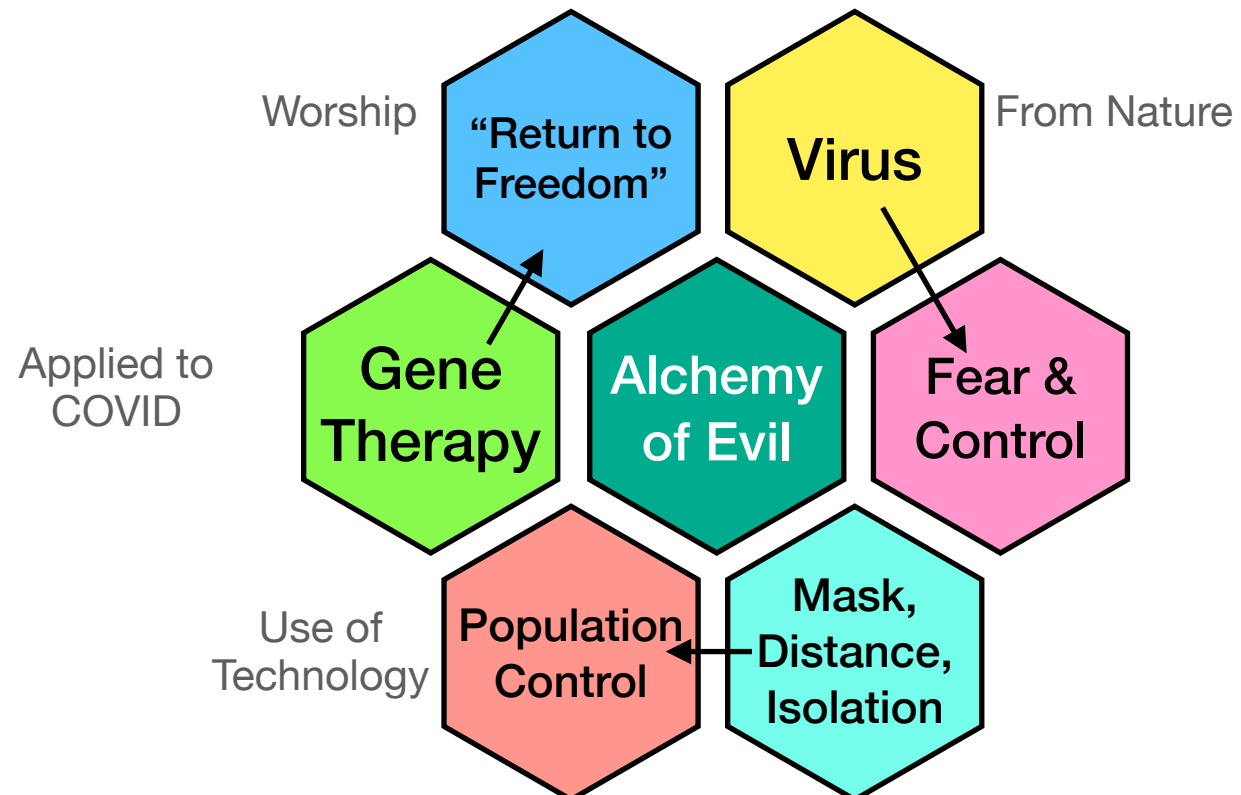 Worship
“Return to
Freedom”
Virus
From Nature
Applied to
COVID
Gene
Therapy
Alchemy
of Evil
Fear &
Control
Use of
Technology
Population
Control
Mask,
Distance,
Isolation